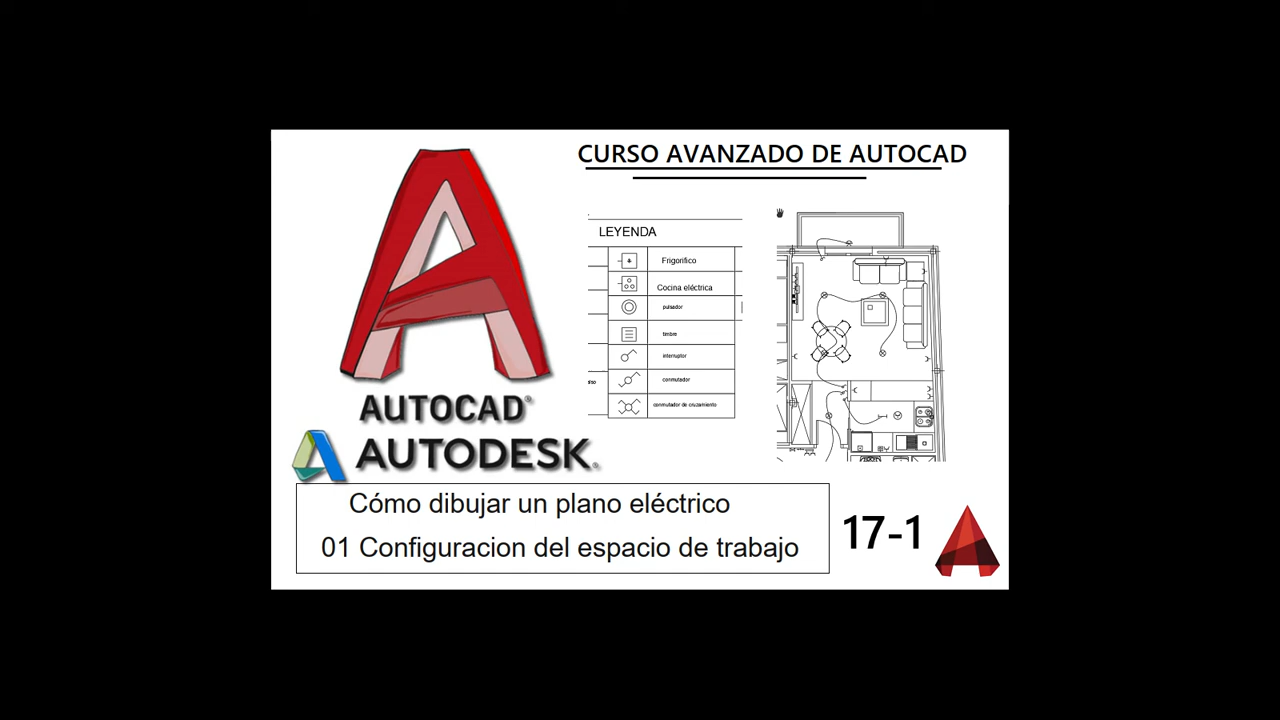 CURSO AVANZADO DE AUTOCAD
LEYENDA
Frigorifico
Cocina eléctrica
pulsador
timbre
interruptor
conmutador
conmutador de cruzamiento
AUTOCAD®
AUTODESK®
Cómo dibujar un plano eléctrico
01 Configuracion del espacio de trabajo
17-1